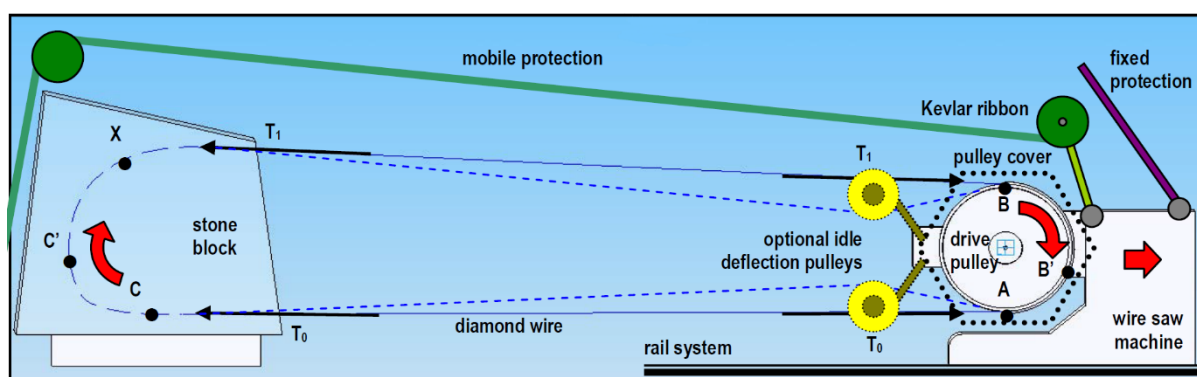 mobile protection
fixed
protection
Kevlar ribbon
X
T1
T1
pulley cover
B
stone
block
C'
C
optional idle
deflection pulleys
drive
pulley
B'
A
T0
diamond wire
T0
wire saw
machine
rail system